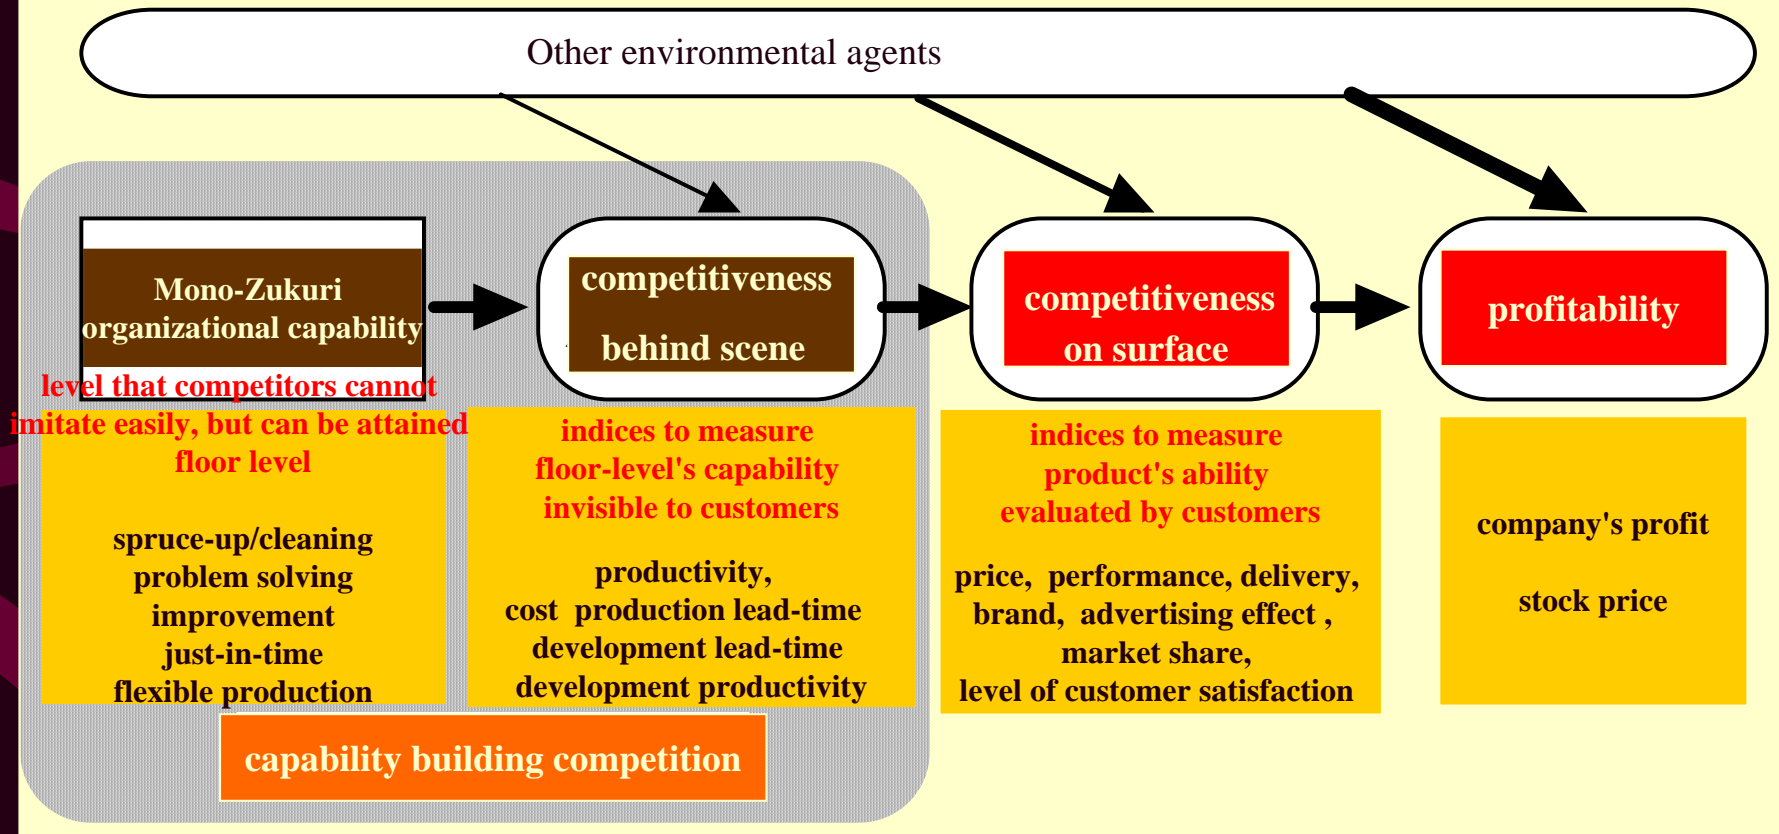 Other environmental agents
Mono-Zukuri
organizational capability
level that competitors cannot
imitate easily, but can be attained
floor level
spruce-up/cleaning
problem solving
improvement
just-in-time
flexible production
competitiveness
behind scene
indices to measure
floor-level's capability
invisible to customers
productivity,
cost production lead-time
development lead-time
development productivity
capability building competition
competitiveness
on surface
indices to measure
product's ability
evaluated by customers
price, performance, delivery,
brand, advertising effect ,
market share,
level of customer satisfaction
profitability
company's profit
stock price